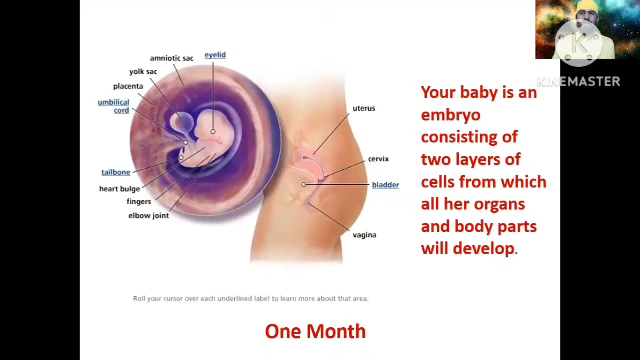 KINEMASTER
eyelid
amniotic sac
yolk sac
placenta
umbilical
cord
tailbone
heart bulge
fingers
elbow joint
uterus
cervix
bladder
vagina
Your baby is an
embryo
consisting of
two layers of
cells from which
all her organs
and body parts
will develop.
Roll your cursor over each underlined label to learn more about that area.
One Month